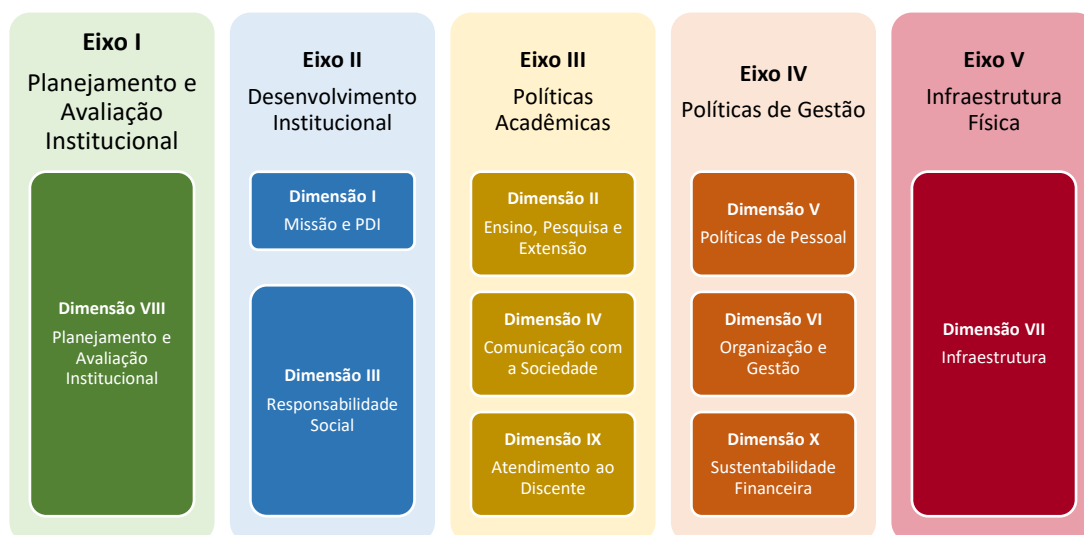 Eixo I
Planejamento e
Avaliação
Institucional
Dimensão VIII
Planejamento e
Avaliação
Institucional
Eixo II
Desenvolvimento
Institucional
Dimensão I
Missão e PDI
Dimensão III
Responsabilidade
Social
Eixo III
Políticas
Acadêmicas
Dimensão II
Ensino, Pesquisa e
Extensão
Dimensão IV
Comunicação com
a Sociedade
Dimensão IX
Atendimento ao
Discente
Eixo IV
Políticas de Gestão
Dimensão V
Políticas de Pessoal
Dimensão VI
Organização e
Gestão
Dimensão X
Sustentabilidade
Financeira
Eixo V
Infraestrutura
Física
Dimensão VII
Infraestrutura